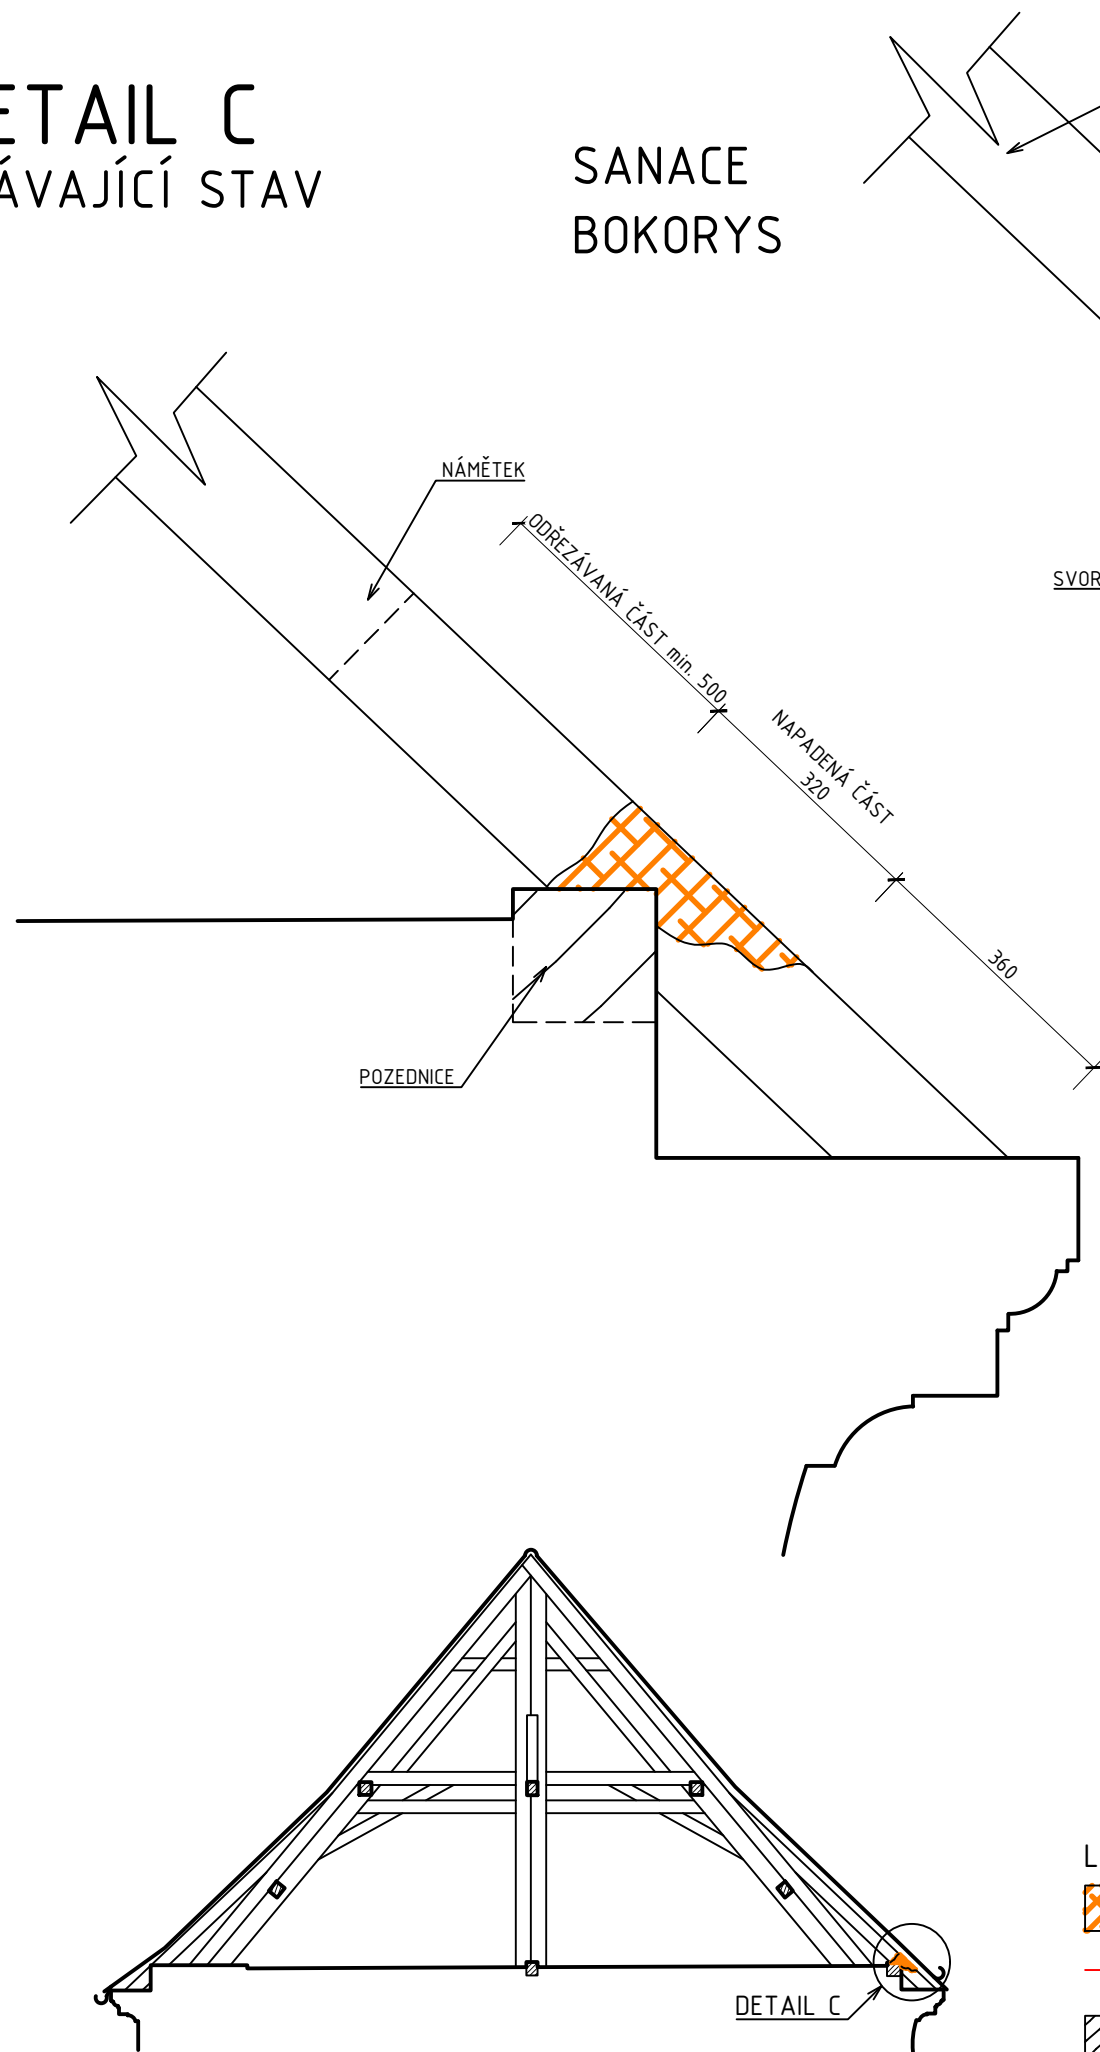 ETAIL C
ÁVAJÍCÍ STAV
SANACE
BOKORYS
NÁMĚTEK
ODŘEZÁVANÁ ČÁST min. 500
NAPADENÁ ČÁST
320
360
SVOR
POZEDNICE
DETAIL C
L